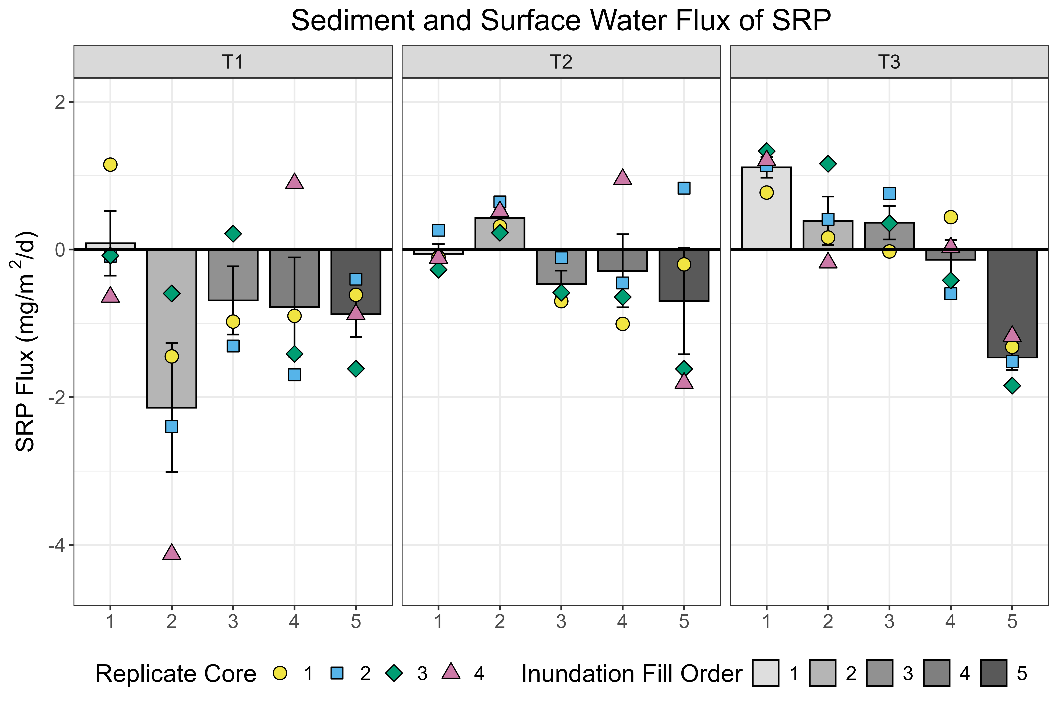 Sediment and Surface Water Flux of SRP
T1 T2 T3
SRP Flux (mg/m²/d)
2
0
-2
-4
1 2 3 4 5 1 2 3 4 5 1 2 3 4 5
Replicate Core 1 2 3 4 Inundation Fill Order 1 2 3 4 5